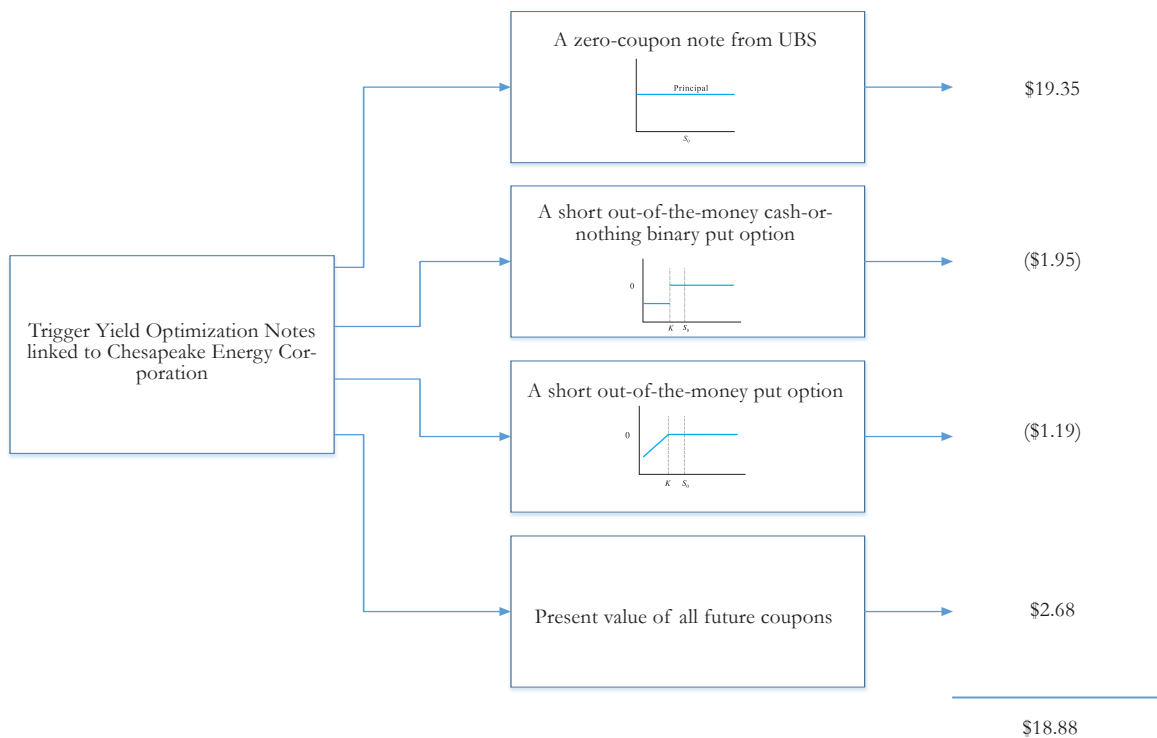 A zero-coupon note from UBS
Principal
S₀
$19.35
A short out-of-the-money cash-or-
nothing binary put option
0
K
S₀
($1.95)
Trigger Yield Optimization Notes
linked to Chesapeake Energy Cor-
poration
A short out-of-the-money put option
0
K
S₀
($1.19)
Present value of all future coupons
$2.68
$18.88